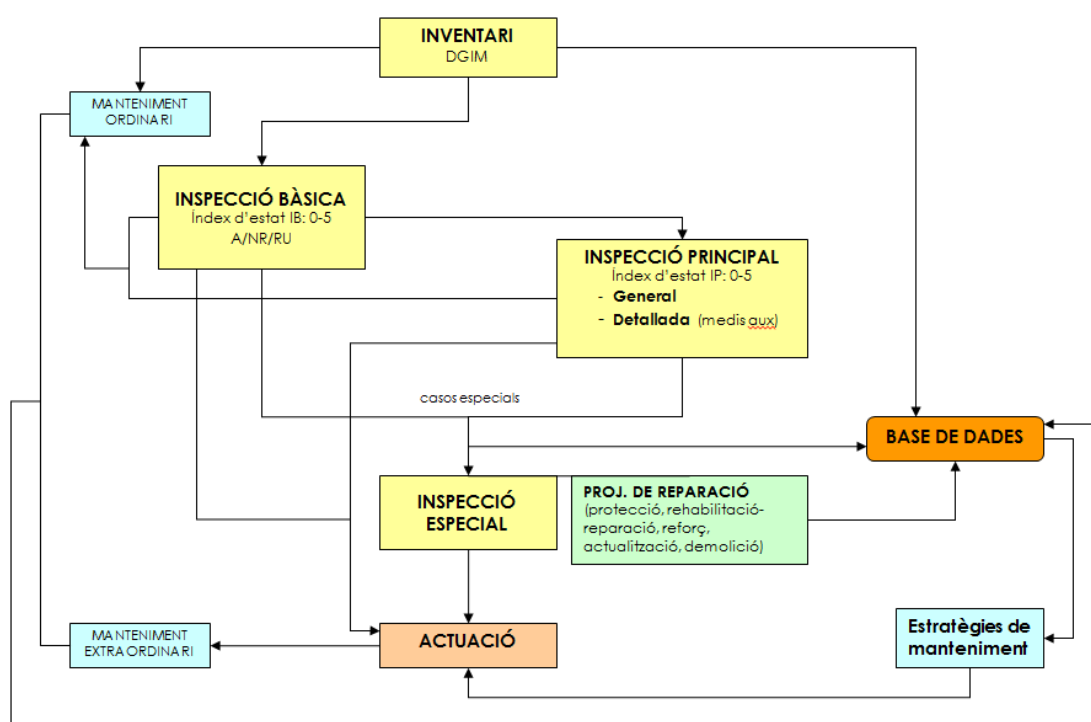 INVENTARI
DGIM
MANTENIMENT
ORDINARI
INSPECCIÓ BÀSICA
Índex d'estat IB: 0-5
A/NR/RU
INSPECCIÓ PRINCIPAL
Índex d'estat IP: 0-5
- General
- Detallada (medis aux)
casos especials
BASE DE DADES
INSPECCIÓ
ESPECIAL
PROJ. DE REPARACIÓ
(protecció, rehabilitació-
reparació, reforç,
actualització, demolició)
MANTENIMENT
EXTRAORDINARI
ACTUACIÓ
Estratègies de
manteniment